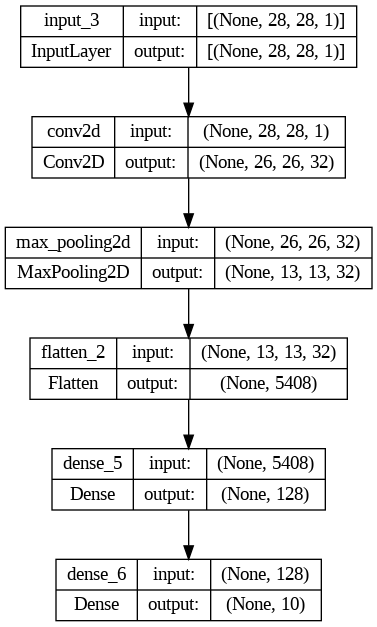 input_3 input: [(None, 28, 28, 1)]
InputLayer output: [(None, 28, 28, 1)]
conv2d input: (None, 28, 28, 1)
Conv2D output: (None, 26, 26, 32)
max_pooling2d input: (None, 26, 26, 32)
MaxPooling2D output: (None, 13, 13, 32)
flatten_2 input: (None, 13, 13, 32)
Flatten output: (None, 5408)
dense_5 input: (None, 5408)
Dense output: (None, 128)
dense_6 input: (None, 128)
Dense output: (None, 10)